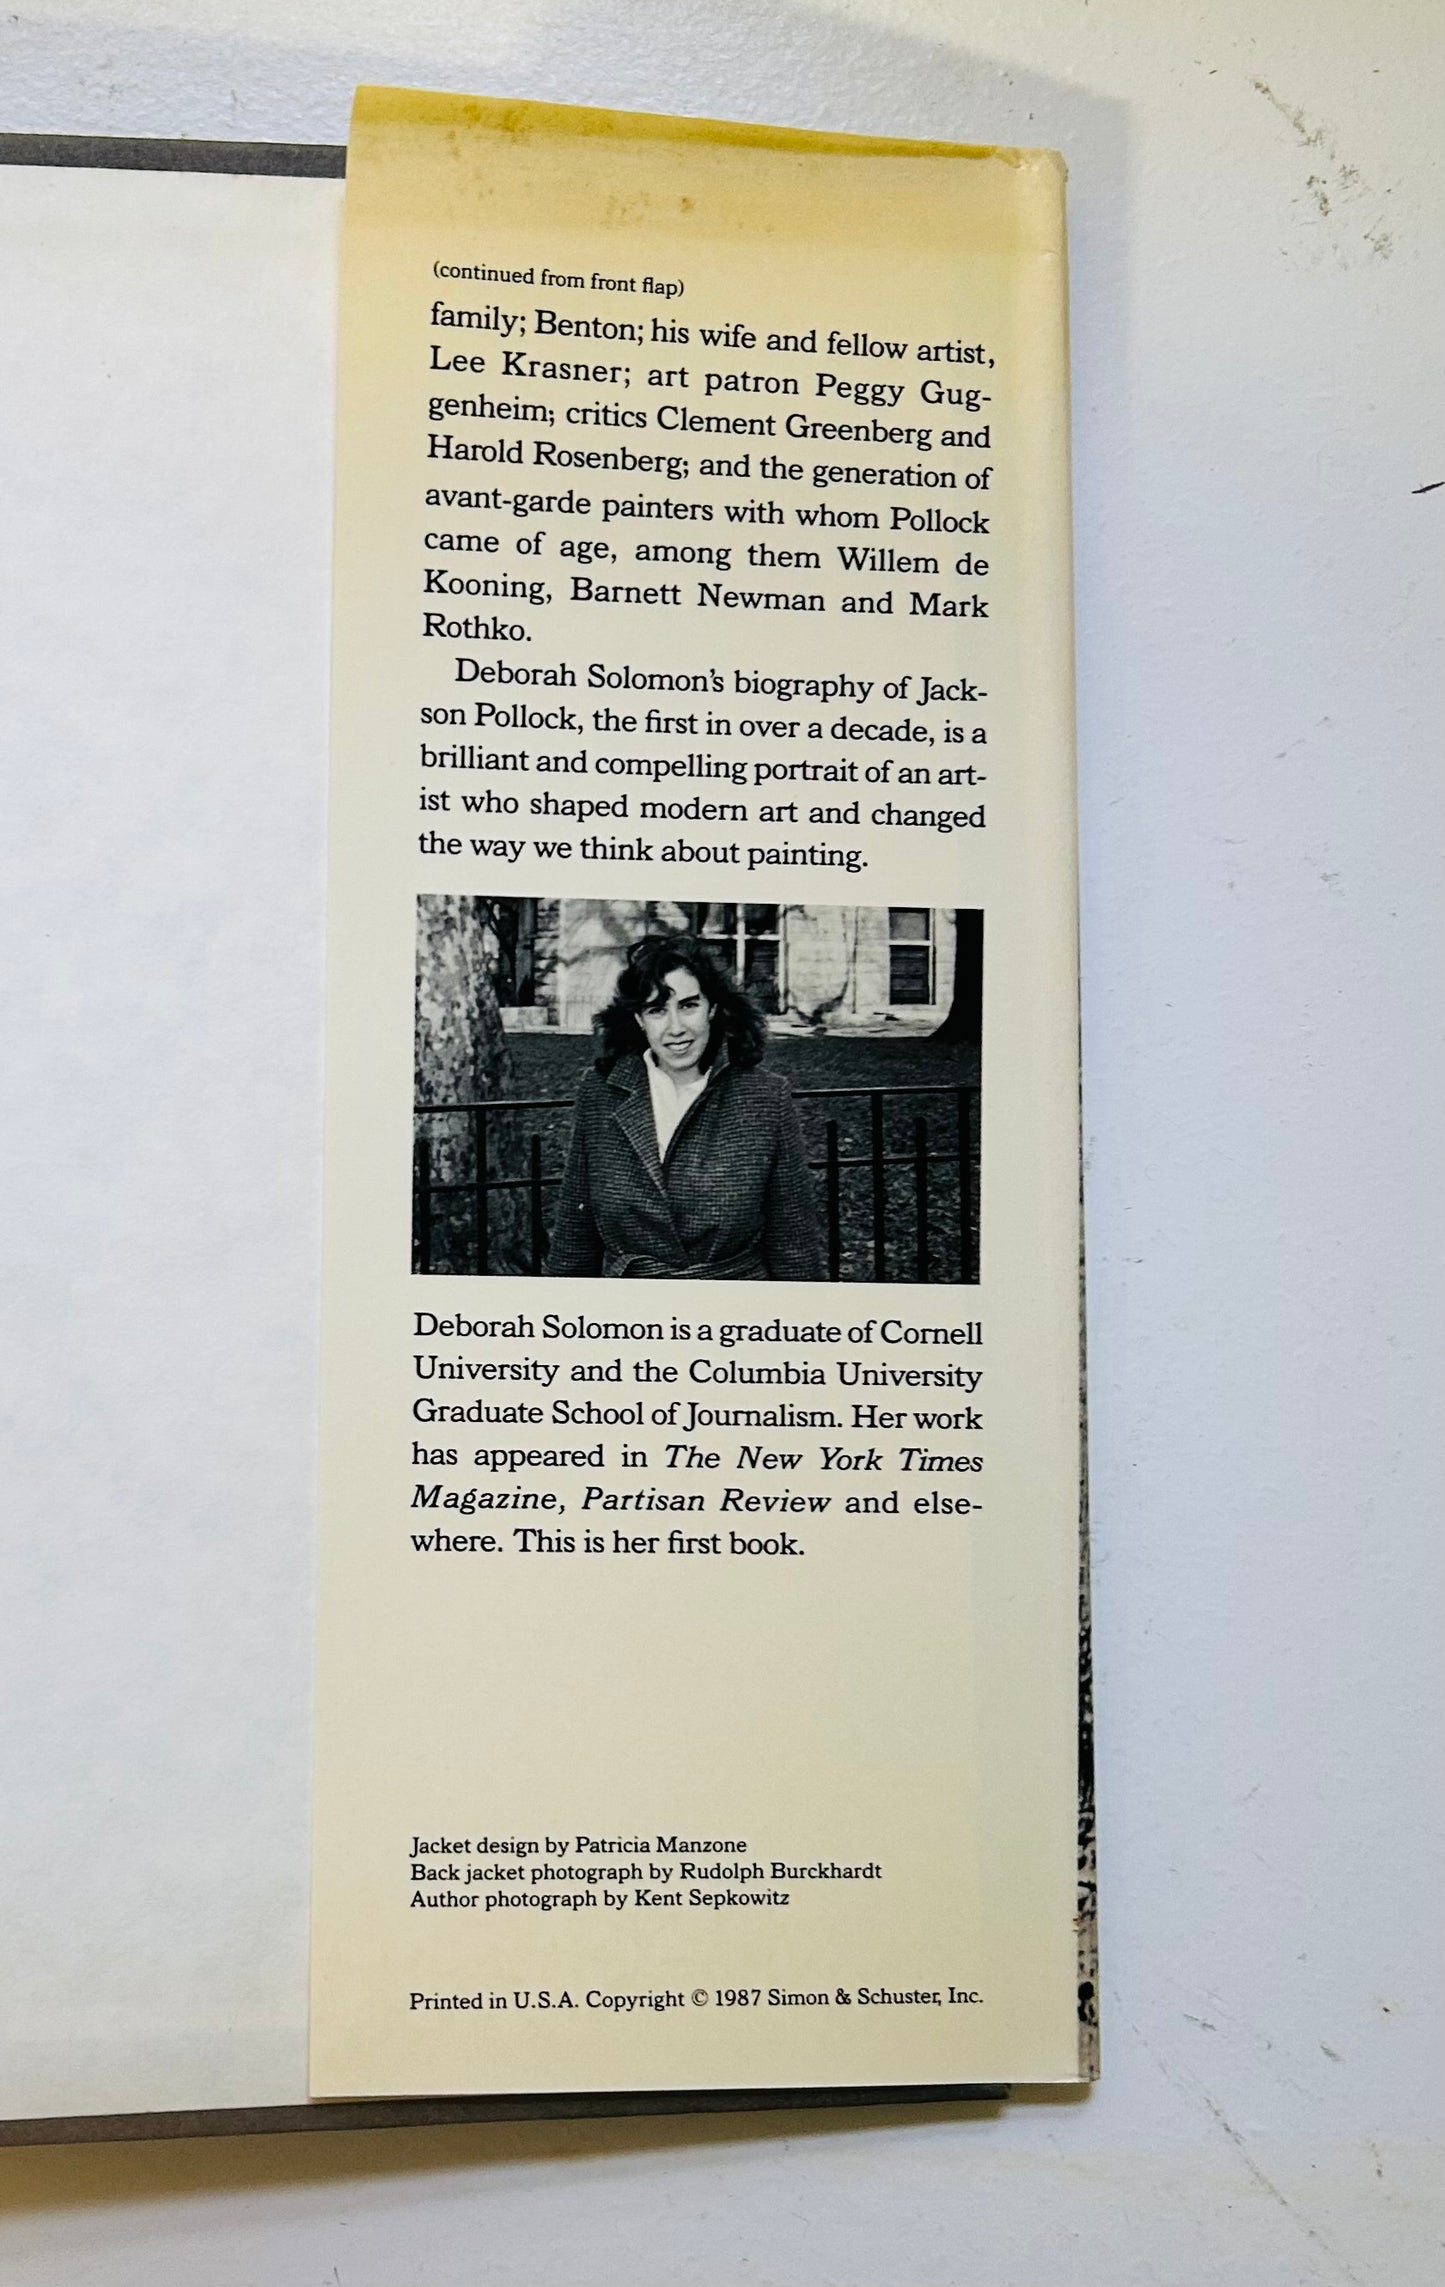 (continued from front flap)
family; Benton; his wife and fellow artist,
Lee Krasner; art patron Peggy Gug-
genheim; critics Clement Greenberg and
Harold Rosenberg; and the generation of
avant-garde painters with whom Pollock
came of age, among them Willem de
Kooning, Barnett Newman and Mark
Rothko.
Deborah Solomon's biography of Jack-
son Pollock, the first in over a decade, is a
brilliant and compelling portrait of an art-
ist who shaped modern art and changed
the way we think about painting.
Deborah Solomon is a graduate of Cornell
University and the Columbia University
Graduate School of Journalism. Her work
has appeared in The New York Times
Magazine, Partisan Review and else-
where. This is her first book.
Jacket design by Patricia Manzone
Back jacket photograph by Rudolph Burckhardt
Author photograph by Kent Sepkowitz
Printed in U.S.A. Copyright © 1987 Simon & Schuster, Inc.